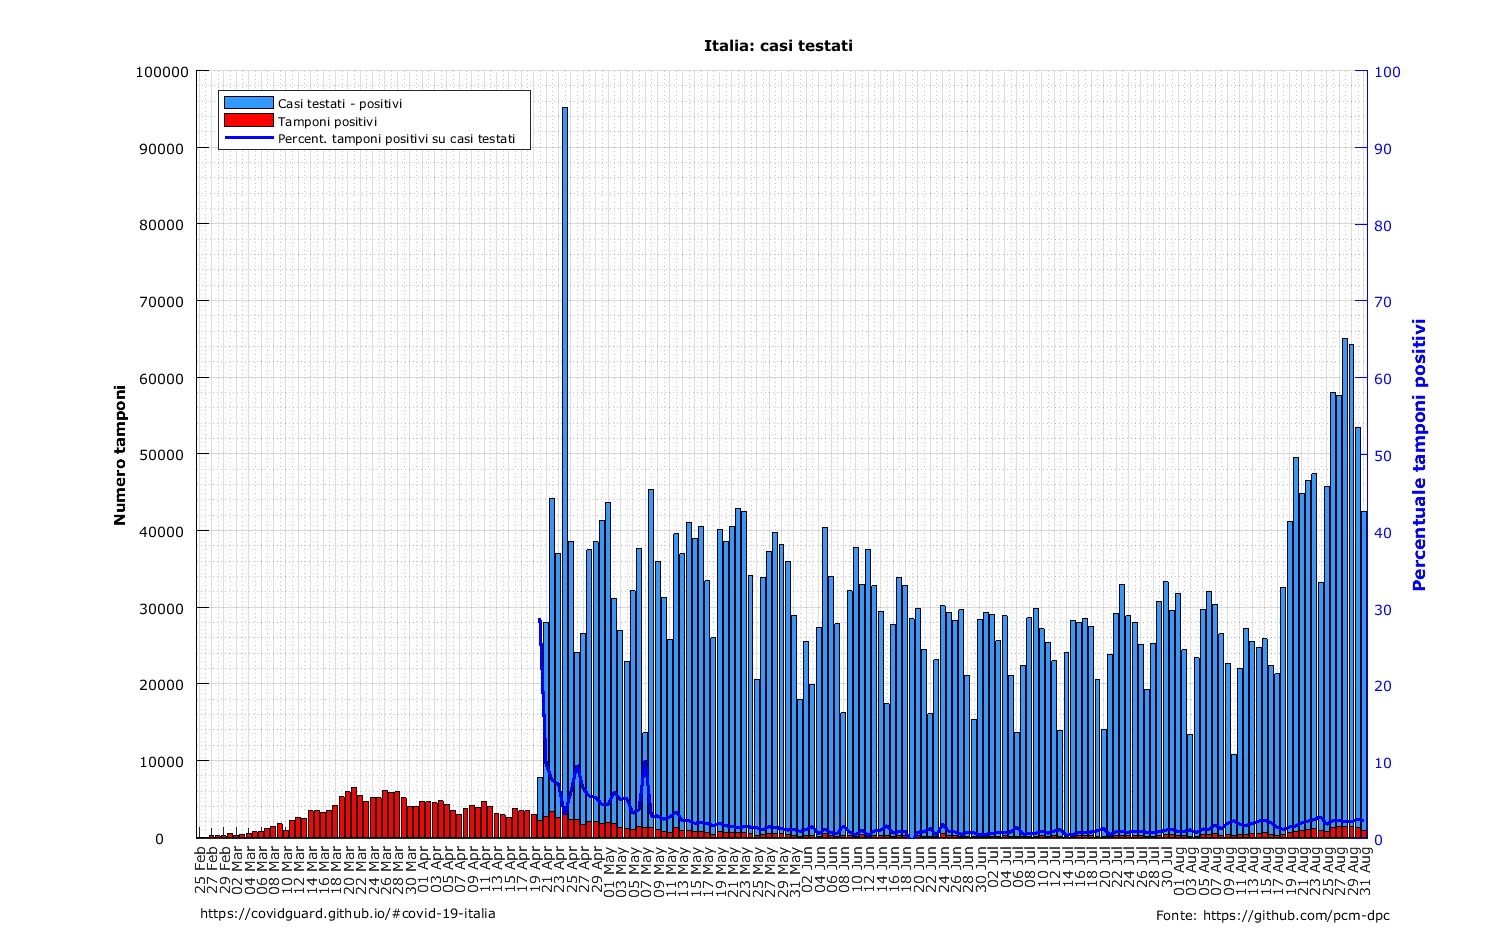 Italia: casi testati
Casi testati - positivi
Tamponi positivi
Percent. tamponi positivi su casi testati
Numero tamponi
100000
90000
80000
70000
60000
50000
40000
30000
20000
10000
0
100
90
80
70
60
50
40
30
20
10
0
Percentuale tamponi positivi
25 Feb
27 Feb
29 Feb
02 Mar
04 Mar
06 Mar
08 Mar
10 Mar
12 Mar
14 Mar
16 Mar
18 Mar
20 Mar
22 Mar
24 Mar
26 Mar
28 Mar
30 Mar
01 Apr
03 Apr
05 Apr
07 Apr
09 Apr
11 Apr
13 Apr
15 Apr
17 Apr
19 Apr
21 Apr
23 Apr
25 Apr
27 Apr
29 Apr
01 May
03 May
05 May
07 May
09 May
11 May
13 May
15 May
17 May
19 May
21 May
23 May
25 May
27 May
29 May
31 May
02 Jun
04 Jun
06 Jun
08 Jun
10 Jun
12 Jun
14 Jun
16 Jun
18 Jun
20 Jun
22 Jun
24 Jun
26 Jun
28 Jun
30 Jun
02 Jul
04 Jul
06 Jul
08 Jul
10 Jul
12 Jul
14 Jul
16 Jul
18 Jul
20 Jul
22 Jul
24 Jul
26 Jul
28 Jul
30 Jul
01 Aug
03 Aug
05 Aug
07 Aug
09 Aug
11 Aug
13 Aug
15 Aug
17 Aug
19 Aug
21 Aug
23 Aug
25 Aug
27 Aug
29 Aug
31 Aug
https://covidguard.github.io/#covid-19-italia
Fonte: https://github.com/pcm-dpc